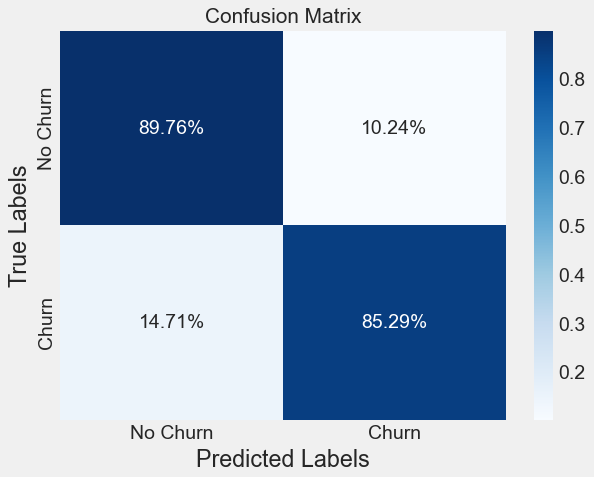 Confusion Matrix
True Labels
No Churn
89.76%
10.24%
Churn
14.71%
85.29%
No Churn
Churn
Predicted Labels
0.8
0.7
0.6
0.5
0.4
0.3
0.2